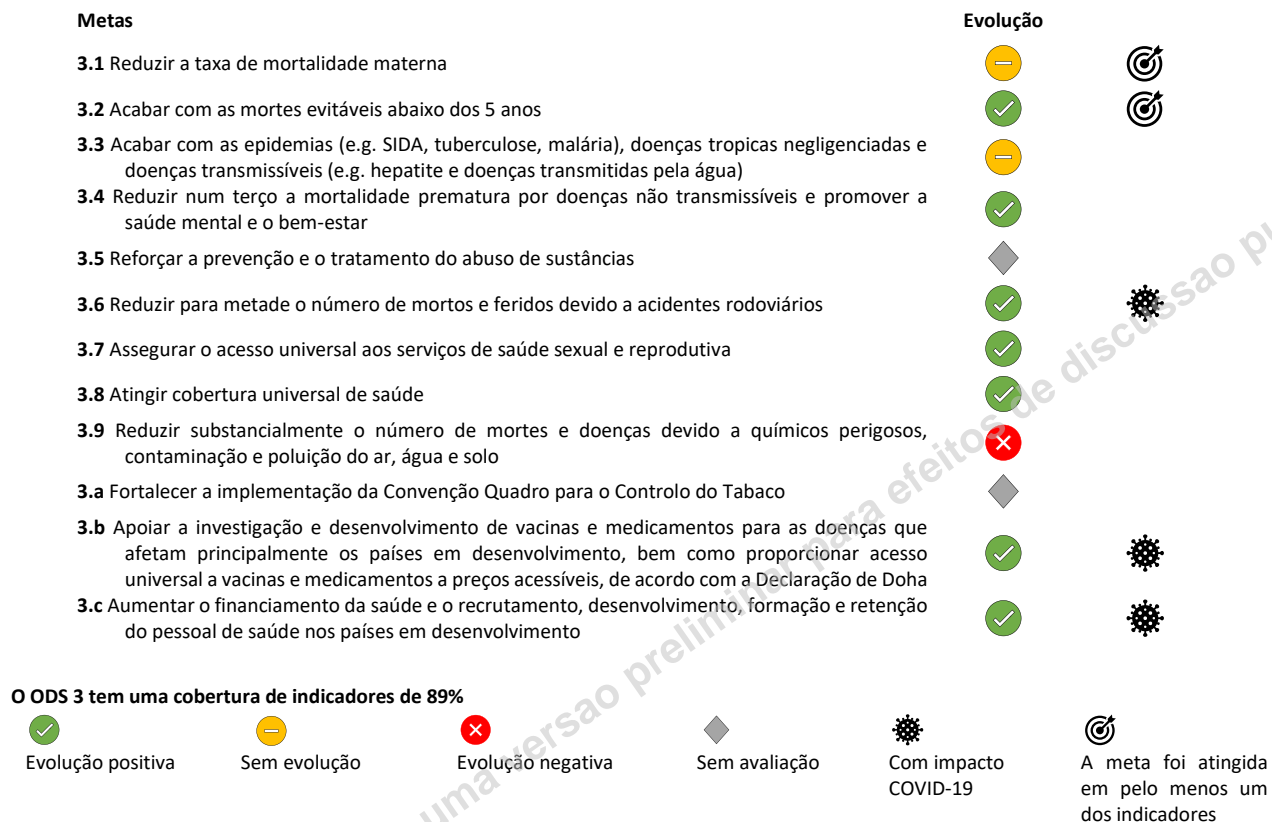 Metas Evolução
3.1 Reduzir a taxa de mortalidade materna
3.2 Acabar com as mortes evitáveis abaixo dos 5 anos
3.3 Acabar com as epidemias (e.g. SIDA, tuberculose, malária), doenças tropicas negligenciadas e
doenças transmissíveis (e.g. hepatite e doenças transmitidas pela água)
3.4 Reduzir num terço a mortalidade prematura por doenças não transmissíveis e promover a
saúde mental e o bem-estar
3.5 Reforçar a prevenção e o tratamento do abuso de sustâncias
3.6 Reduzir para metade o número de mortos e feridos devido a acidentes rodoviários
3.7 Assegurar o acesso universal aos serviços de saúde sexual e reprodutiva
3.8 Atingir cobertura universal de saúde
3.9 Reduzir substancialmente o número de mortes e doenças devido a químicos perigosos,
contaminação e poluição do ar, água e solo
3.a Fortalecer a implementação da Convenção Quadro para o Controlo do Tabaco
3.b Apoiar a investigação e desenvolvimento de vacinas e medicamentos para as doenças que
afetam principalmente os países em desenvolvimento, bem como proporcionar acesso
universal a vacinas e medicamentos a preços acessíveis, de acordo com a Declaração de Doha
3.c Aumentar o financiamento da saúde e o recrutamento, desenvolvimento, formação e retenção
do pessoal de saúde nos países em desenvolvimento
O ODS 3 tem uma cobertura de indicadores de 89%
Evolução positiva Sem evolução Evolução negativa Sem avaliação Com impacto A meta foi atingida
COVID-19 em pelo menos um
dos indicadores
uma versao preliminar para efeitos de discussao